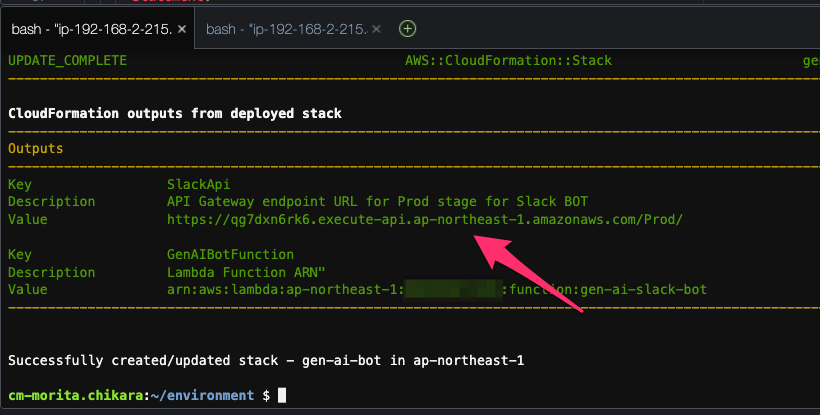 bash - "ip-192-168-2-215. × bash - "ip-192-168-2-215. ×
UPDATE_COMPLETE AWS::CloudFormation::Stack ge
CloudFormation outputs from deployed stack
Outputs
Key SlackApi
Description API Gateway endpoint URL for Prod stage for Slack BOT
Value https://qg7dxn6rk6.execute-api.ap-northeast-1.amazonaws.com/Prod/
Key GenAIBotFunction
Description Lambda Function ARN"
Value arn:aws:lambda:ap-northeast-1: :function:gen-ai-slack-bot
Successfully created/updated stack - gen-ai-bot in ap-northeast-1
cm-morita.chikara:~/environment $